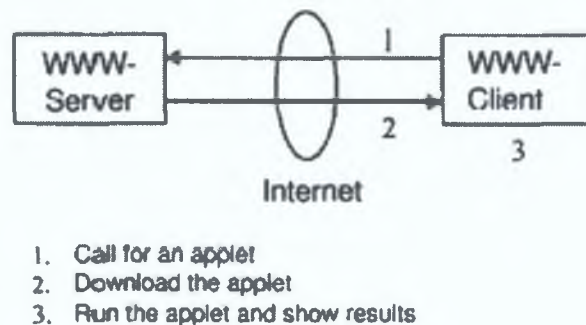 1
WWW-
Server
WWW-
Client
2
3
Internet
1. Call for an applet
2. Download the applet
3. Run the applet and show results